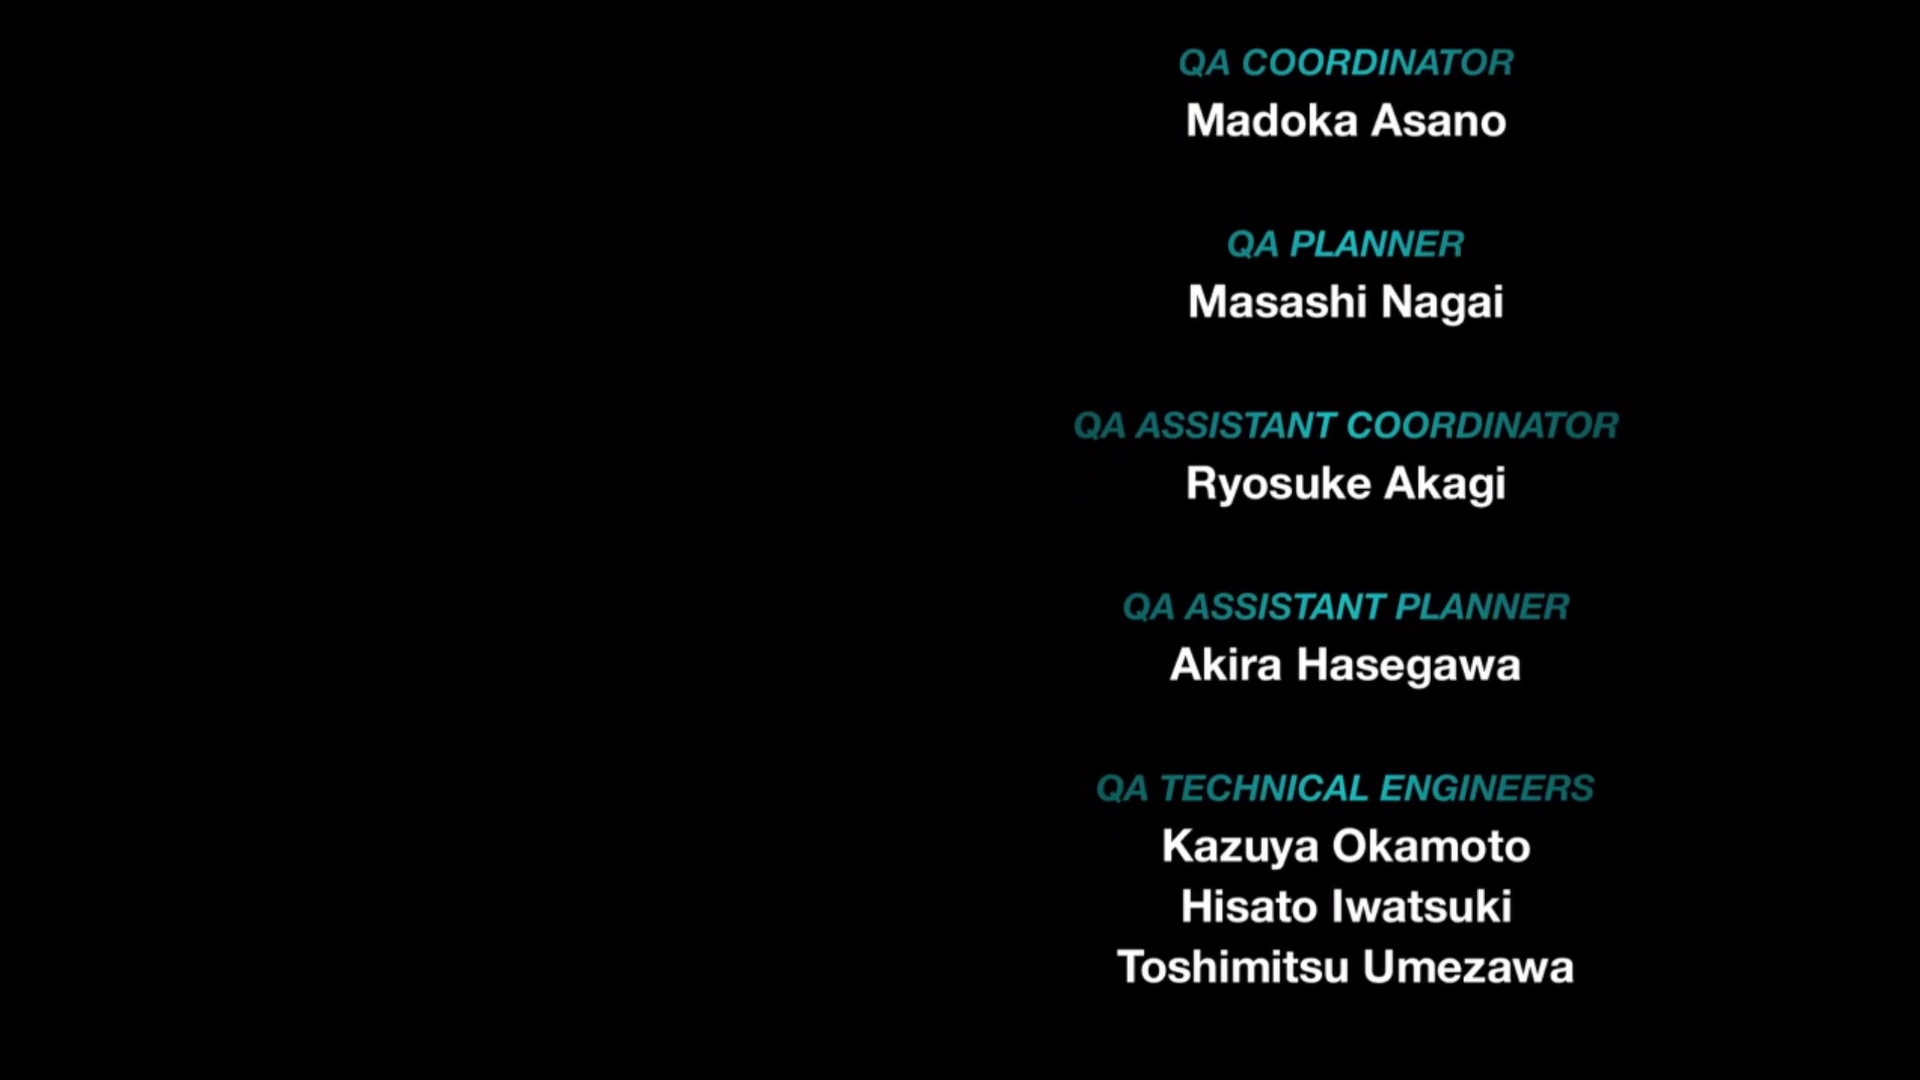 QA COORDINATOR
Madoka Asano
QA PLANNER
Masashi Nagai
QA ASSISTANT COORDINATOR
Ryosuke Akagi
QA ASSISTANT PLANNER
Akira Hasegawa
QA TECHNICAL ENGINEERS
Kazuya Okamoto
Hisato Iwatsuki
Toshimitsu Umezawa